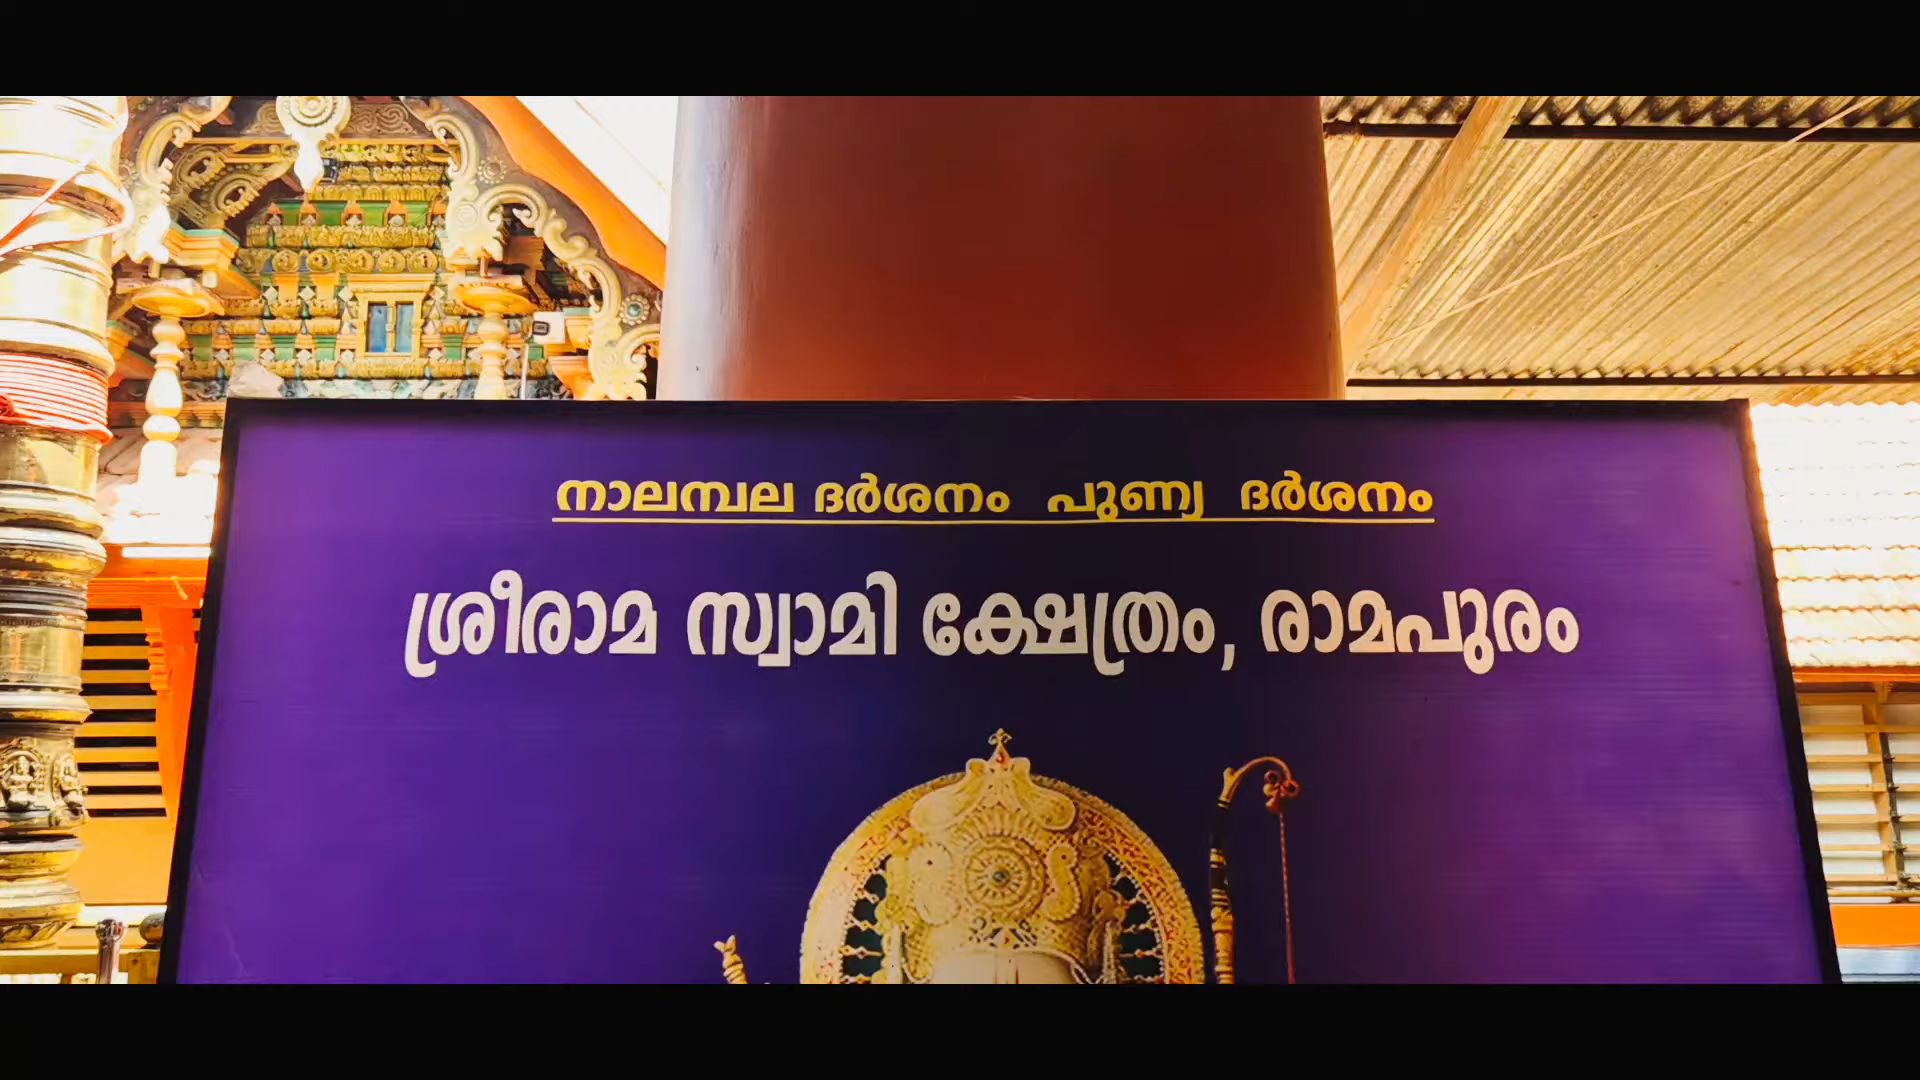 നാലമ്പല ദർശനം പുണ്യ ദർശനം
ശ്രീരാമ സ്വാമി ക്ഷേത്രം, രാമപുരം